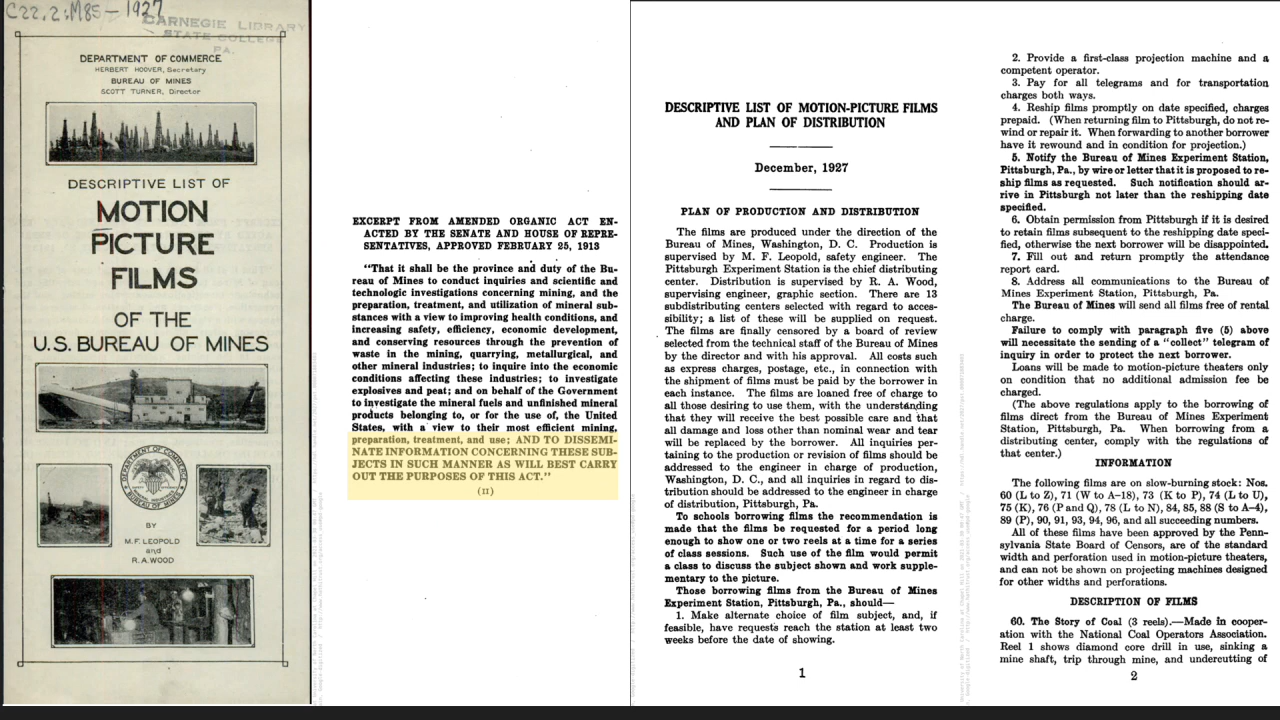 C22.2:M85—1927
CARNEGIE LIBRARY
STATE COLLEGE
PA.
DEPARTMENT OF COMMERCE
HERBERT HOOVER, Secretary
BUREAU OF MINES
SCOTT TURNER, Director
DESCRIPTIVE LIST OF
MOTION
PICTURE
FILMS
OF THE
U.S. BUREAU OF MINES
BY
M.F. LEOPOLD
and
R.A.WOOD
EXCERPT FROM AMENDED ORGANIC ACT EN-
ACTED BY THE SENATE AND HOUSE OF REPRE-
SENTATIVES, APPROVED FEBRUARY 25, 1913
"That it shall be the province and duty of the Bu-
reau of Mines to conduct inquiries and scientific and
technologic investigations concerning mining, and the
preparation, treatment, and utilization of mineral sub-
stances with a view to improving health conditions, and
increasing safety, efficiency, economic development,
and conserving resources through the prevention of
waste in the mining, quarrying, metallurgical, and
other mineral industries; to inquire into the economic
conditions affecting these industries; to investigate
explosives and peat; and on behalf of the Government
to investigate the mineral fuels and unfinished mineral
products belonging to, or for the use of, the United
States, with a view to their most efficient mining,
preparation, treatment, and use; AND TO DISSEMI-
NATE INFORMATION CONCERNING THESE SUB-
JECTS IN SUCH MANNER AS WILL BEST CARRY
OUT THE PURPOSES OF THIS ACT."
(II)
DESCRIPTIVE LIST OF MOTION-PICTURE FILMS
AND PLAN OF DISTRIBUTION
December, 1927
PLAN OF PRODUCTION AND DISTRIBUTION
The films are produced under the direction of the
Bureau of Mines, Washington, D. C. Production is
supervised by M. F. Leopold, safety engineer. The
Pittsburgh Experiment Station is the chief distributing
center. Distribution is supervised by R. A. Wood,
supervising engineer, graphic section. There are 13
subdistributing centers selected with regard to acces-
sibility; a list of these will be supplied on request.
The films are finally censored by a board of review
selected from the technical staff of the Bureau of Mines
by the director and with his approval. All costs such
as express charges, postage, etc., in connection with
the shipment of films must be paid by the borrower in
each instance. The films are loaned free of charge to
all those desiring to use them, with the understanding
that they will receive the best possible care and that
all damage and loss other than nominal wear and tear
will be replaced by the borrower. All inquiries per-
taining to the production or revision of films should be
addressed to the engineer in charge of production,
Washington, D. C., and all inquiries in regard to dis-
tribution should be addressed to the engineer in charge
of distribution, Pittsburgh, Pa.
To schools borrowing films the recommendation is
made that the films be requested for a period long
enough to show one or two reels at a time for a series
of class sessions. Such use of the film would permit
a class to discuss the subject shown and work supple-
mentary to the picture.
Those borrowing films from the Bureau of Mines
Experiment Station, Pittsburgh, Pa., should—
1. Make alternate choice of film subject, and, if
feasible, have requests reach the station at least two
weeks before the date of showing.
1
2. Provide a first-class projection machine and a
competent operator.
3. Pay for all telegrams and for transportation
charges both ways.
4. Reship films promptly on date specified, charges
prepaid. (When returning film to Pittsburgh, do not re-
wind or repair it. When forwarding to another borrower
have it rewound and in condition for projection.)
5. Notify the Bureau of Mines Experiment Station,
Pittsburgh, Pa., by wire or letter that it is proposed to re-
ship films as requested. Such notification should ar-
rive in Pittsburgh not later than the reshipping date
specified.
6. Obtain permission from Pittsburgh if it is desired
to retain films subsequent to the reshipping date speci-
fied, otherwise the next borrower will be disappointed.
7. Fill out and return promptly the attendance
report card.
8. Address all communications to the Bureau of
Mines Experiment Station, Pittsburgh, Pa.
The Bureau of Mines will send all films free of rental
charge.
Failure to comply with paragraph five (5) above
will necessitate the sending of a "collect" telegram of
inquiry in order to protect the next borrower.
Loans will be made to motion-picture theaters only
on condition that no additional admission fee be
charged.
(The above regulations apply to the borrowing of
films direct from the Bureau of Mines Experiment
Station, Pittsburgh, Pa. When borrowing from a
distributing center, comply with the regulations of
that center.)
INFORMATION
The following films are on slow-burning stock: Nos.
60 (L to Z), 71 (W to A-18), 73 (K to P), 74 (L to U),
75 (K), 76 (P and Q), 78 (L to N), 84, 85, 88 (S to A-4),
89 (P), 90, 91, 93, 94, 96, and all succeeding numbers.
All of these films have been approved by the Penn-
sylvania State Board of Censors, are of the standard
width and perforation used in motion-picture theaters,
and can not be shown on projecting machines designed
for other widths and perforations.
DESCRIPTION OF FILMS
60. The Story of Coal (3 reels).—Made in cooper-
ation with the National Coal Operators Association.
Reel 1 shows diamond core drill in use, sinking a
mine shaft, trip through mine, and undercutting of
2